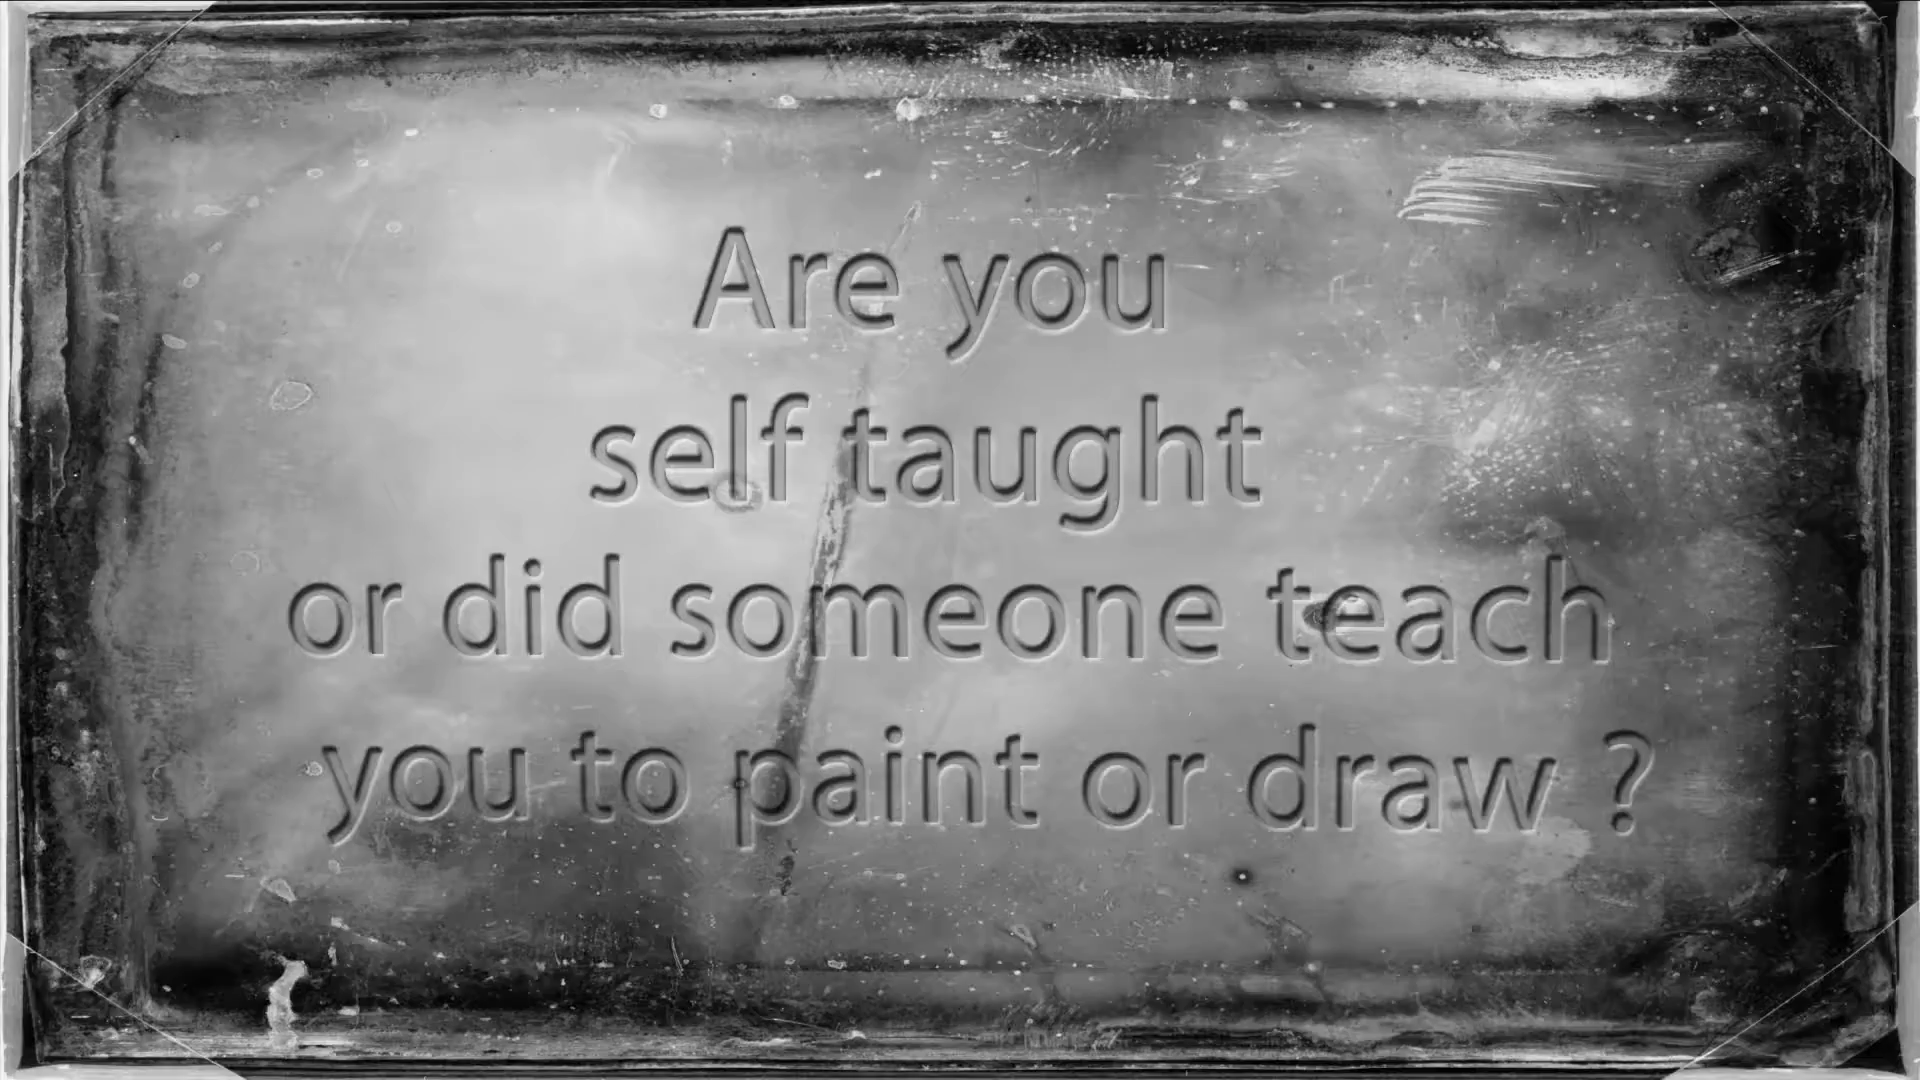 Are you
self taught
or did someone teach
you to paint or draw ?